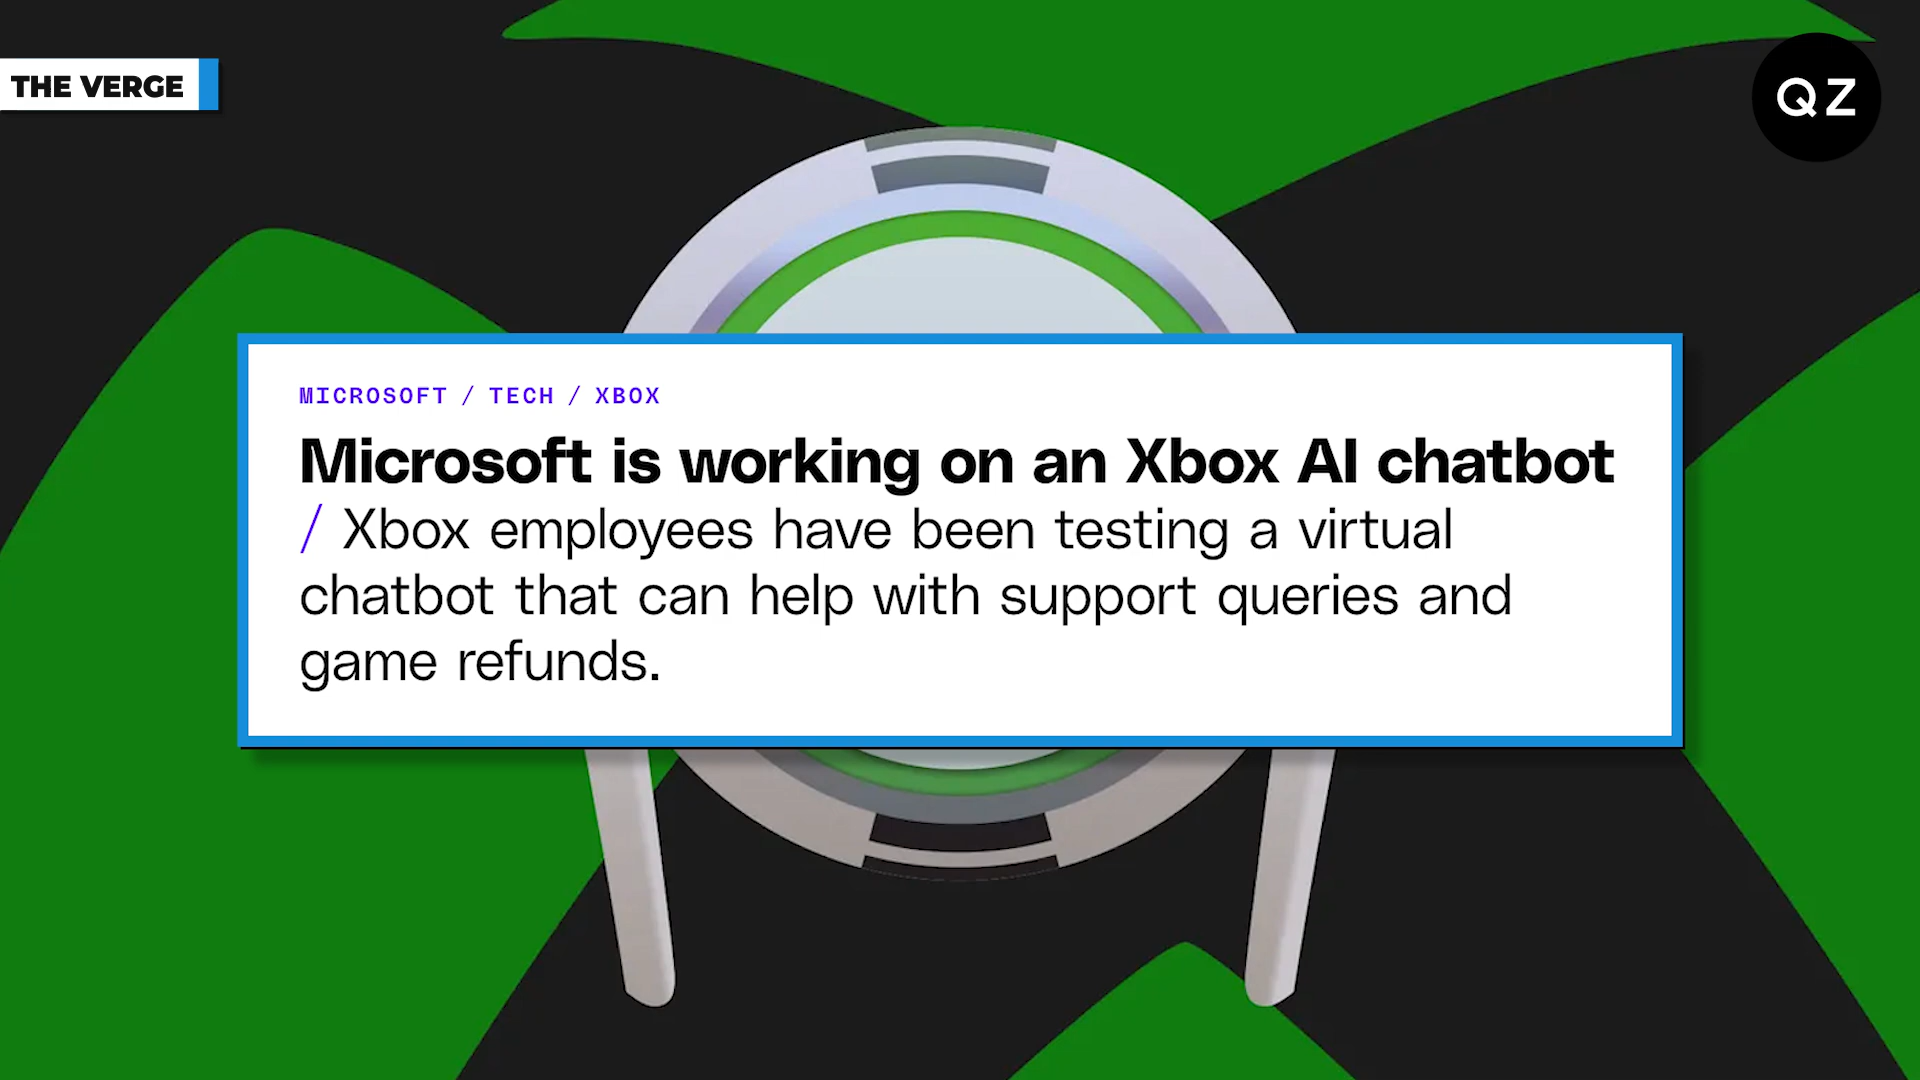 THE VERGE
QZ
MICROSOFT / TECH / XBOX
Microsoft is working on an Xbox AI chatbot
/ Xbox employees have been testing a virtual
chatbot that can help with support queries and
game refunds.